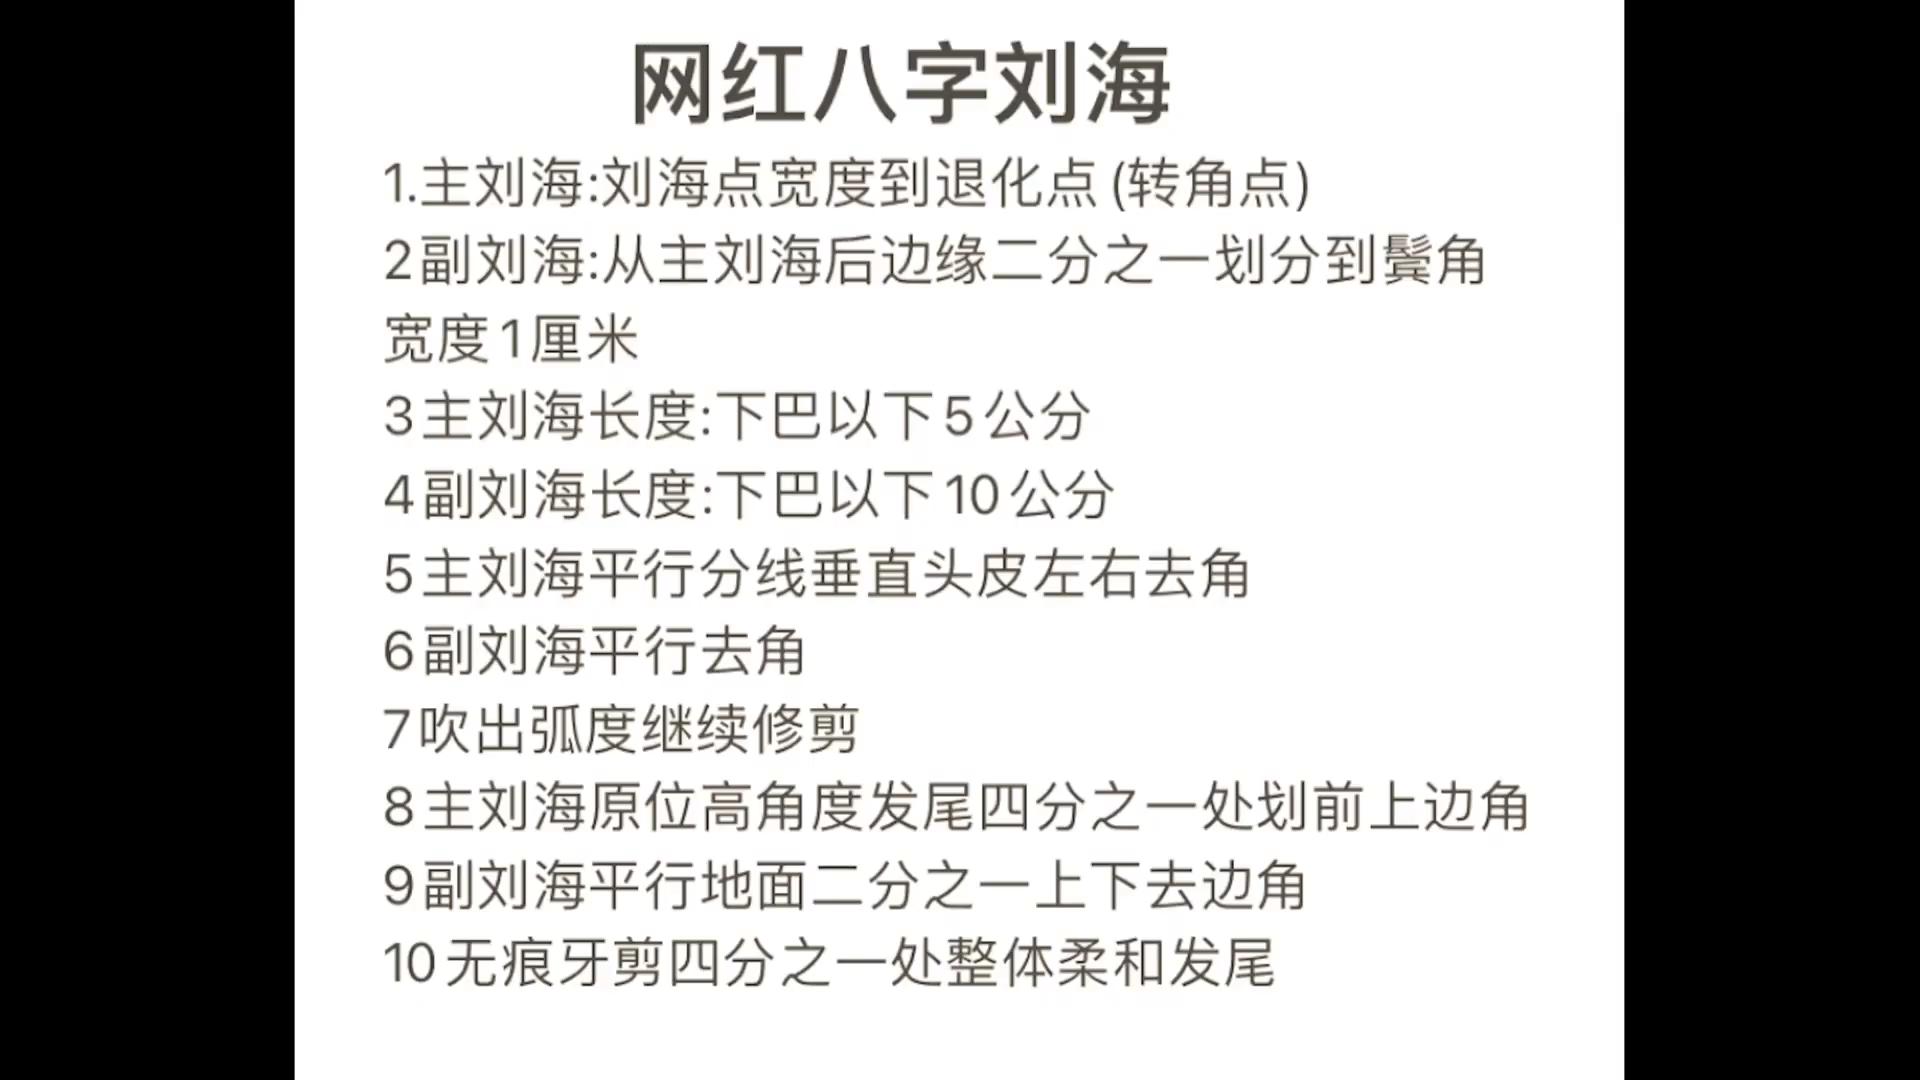 网红八字刘海
1.主刘海:刘海点宽度到退化点(转角点)
2副刘海:从主刘海后边缘二分之一划分到鬓角
宽度1厘米
3主刘海长度:下巴以下5公分
4副刘海长度:下巴以下10公分
5主刘海平行分线垂直头皮左右去角
6副刘海平行去角
7吹出弧度继续修剪
8主刘海原位高角度发尾四分之一处划前上边角
9副刘海平行地面二分之一上下去边角
10无痕牙剪四分之一处整体柔和发尾